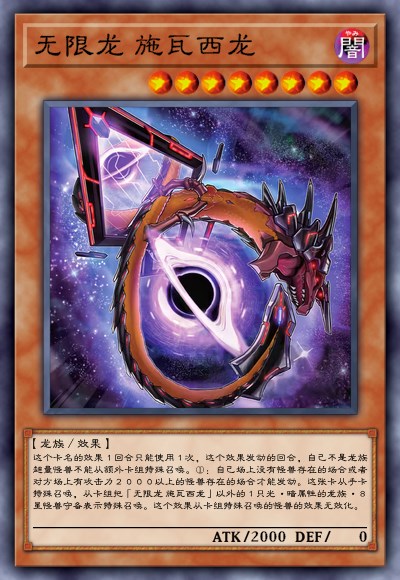 无限龙 施瓦西龙
やみ
闇
【龙族／效果】
这个卡名的效果１回合只能使用１次，这个效果发动的回合，自己不是龙族
超量怪兽不能从额外卡组特殊召唤。①：自己场上没有怪兽存在的场合或者
对方场上有攻击力２０００以上的怪兽存在的场合才能发动。这张卡从手卡
特殊召唤，从卡组把「无限龙 施瓦西龙」以外的１只光・暗属性的龙族・８
星怪兽守备表示特殊召唤。这个效果从卡组特殊召唤的怪兽的效果无效化。
ATK/2000 DEF/ 0